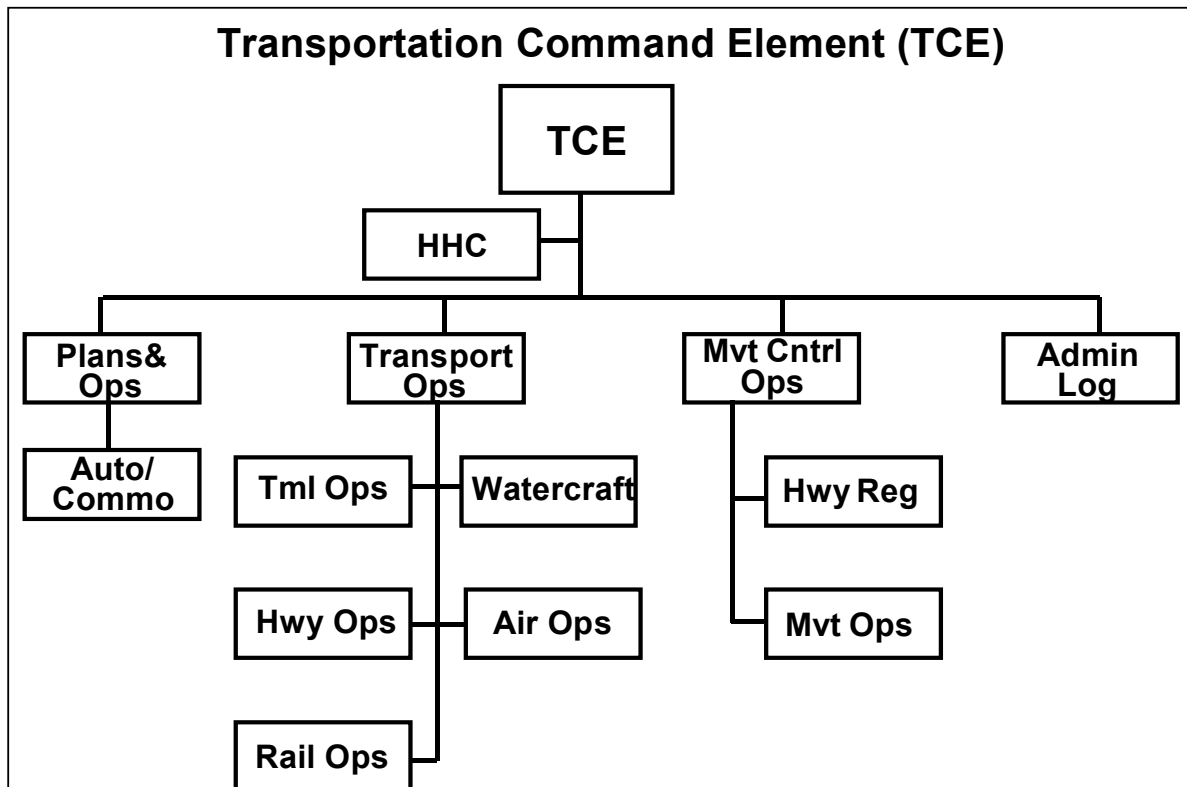 Transportation Command Element (TCE)
TCE
HHC
Plans&
Ops
Transport
Ops
Mvt Cntrl
Ops
Admin
Log
Auto/
Commo
Tml Ops
Watercraft
Hwy Reg
Hwy Ops
Air Ops
Mvt Ops
Rail Ops